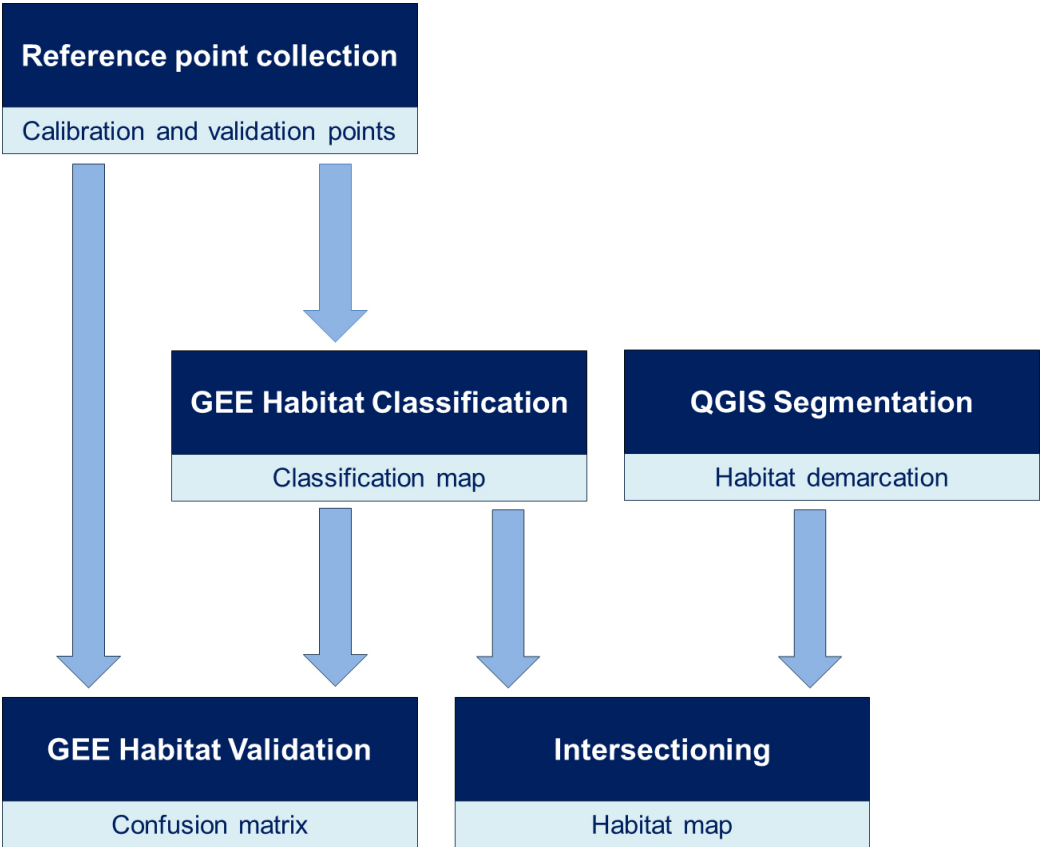 Reference point collection
Calibration and validation points
GEE Habitat Classification
Classification map
QGIS Segmentation
Habitat demarcation
GEE Habitat Validation
Confusion matrix
Intersectioning
Habitat map